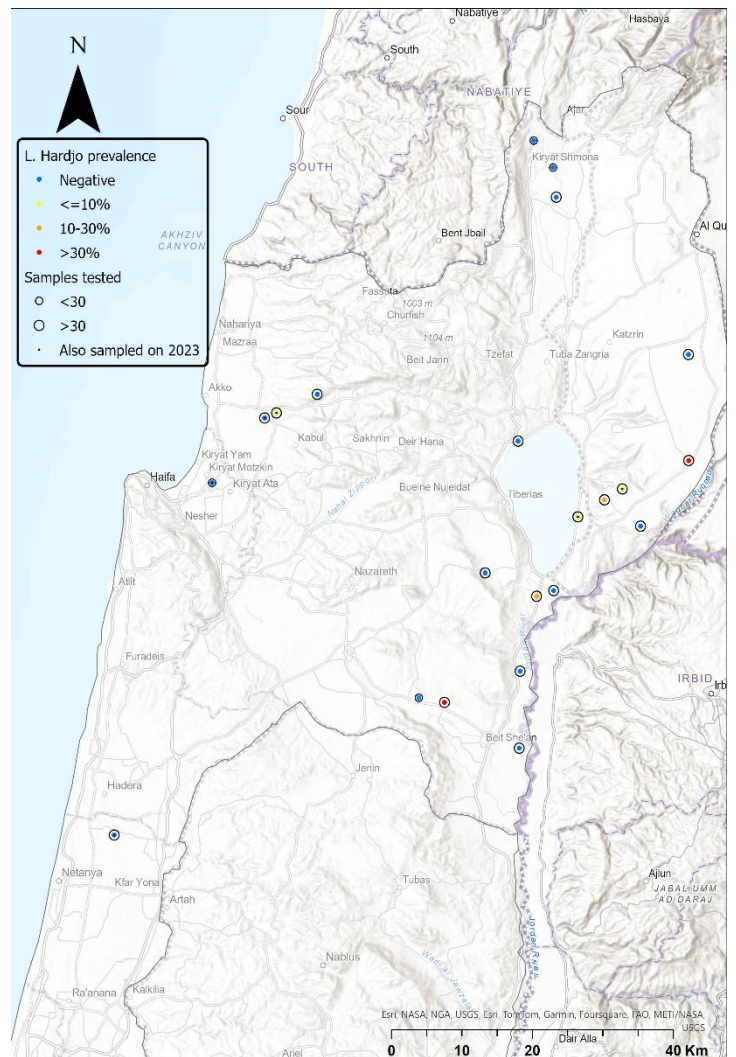 Nabatiye
Hasbaya
N
South
NABATIYE
Ajar
Sour
L. Hardjo prevalence
Negative
<=10%
10-30%
>30%
Samples tested
<30
>30
Also sampled on 2023
SOUTH
Kiryat Shmona
AKHZIV
CANYON
Bent Jbail
Al Qu
Fassuta
1003 m
Churfish
Nahariya
Mazraa
1104 m
Beit Jann
Tzefat
Tuba Zangria
Katzrin
Akko
Kabul
Sakhnin
Deir Hana
Kiryat Yam
Kiryat Motzkin
Haifa
Kiryat Ata
Bueine Nujeidat
Tiberias
Nahal Zippori
Nesher
Nazareth
Atlit
Furadeis
IRBID
Irb
Beit She'an
Jenin
Hadera
Netanya
Kfar Yona
Tubas
Ajlun
JABAL UMM
AD DARAJ
Artah
Nablus
Jordan River
Ra'anana
Kalkilia
Esri, NASA, NGA, USGS, Esri, TomTom, Garmin, Foursquare, FAO, METI/NASA,
USGS
Dair Alla
Ariel
0 10 20 40 Km